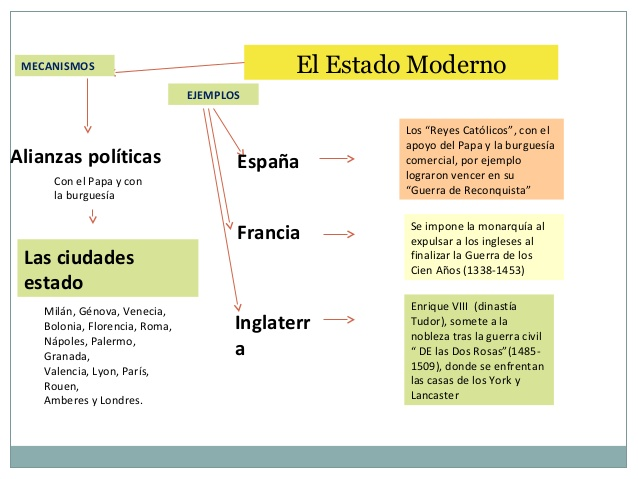 El Estado Moderno
MECANISMOS
EJEMPLOS
Alianzas políticas
Con el Papa y con
la burguesía
Las ciudades
estado
Milán, Génova, Venecia,
Bolonia, Florencia, Roma,
Nápoles, Palermo,
Granada,
Valencia, Lyon, París,
Rouen,
Amberes y Londres.
España
Los “Reyes Católicos”, con el
apoyo del Papa y la burguesía
comercial, por ejemplo
lograron vencer en su
“Guerra de Reconquista”
Francia
Se impone la monarquía al
expulsar a los ingleses al
finalizar la Guerra de los
Cien Años (1338-1453)
Inglaterr
a
Enrique VIII (dinastía
Tudor), somete a la
nobleza tras la guerra civil
“ DE las Dos Rosas”(1485-
1509), donde se enfrentan
las casas de los York y
Lancaster